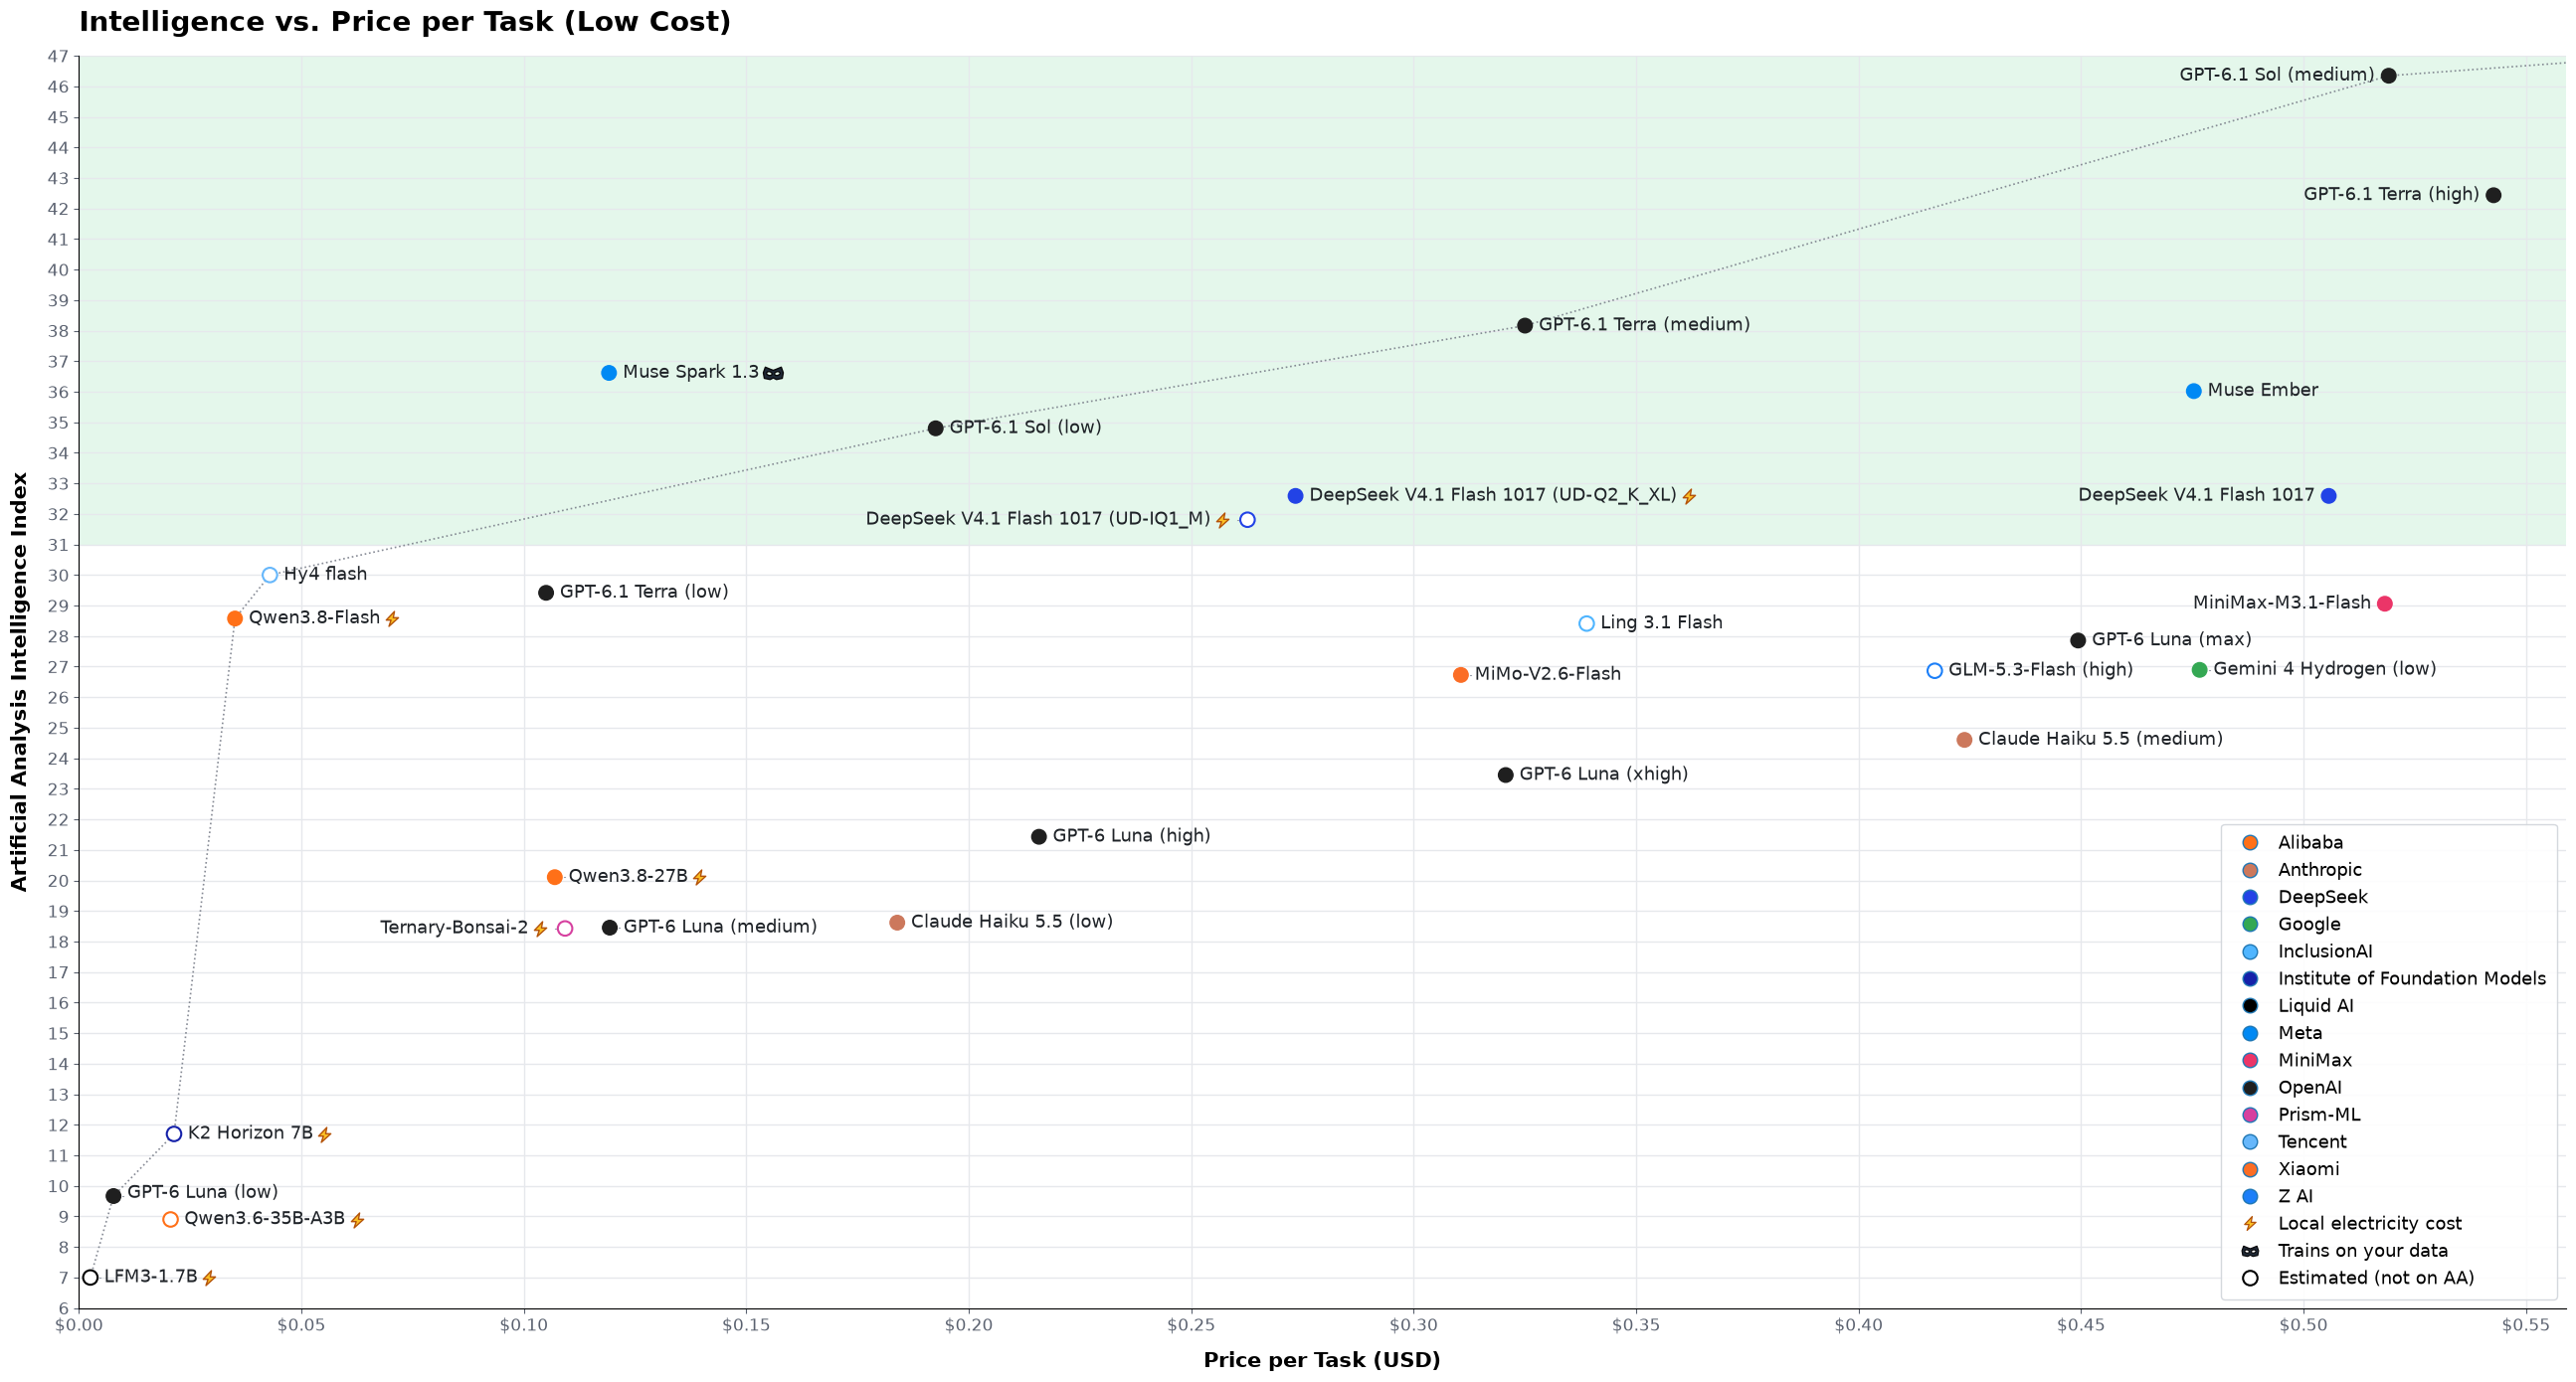 Intelligence vs. Price per Task (Low Cost)
Artificial Analysis Intelligence Index
47
46
45
44
43
42
41
40
39
38
37
36
35
34
33
32
31
30
29
28
27
26
25
24
23
22
21
20
19
18
17
16
15
14
13
12
11
10
9
8
7
6
GPT-6.1 Sol (medium)
GPT-6.1 Terra (high)
GPT-6.1 Terra (medium)
Muse Spark 1.3
Muse Ember
GPT-6.1 Sol (low)
DeepSeek V4.1 Flash 1017 (UD-Q2_K_XL)
DeepSeek V4.1 Flash 1017
DeepSeek V4.1 Flash 1017 (UD-IQ1_M)
Hy4 flash
GPT-6.1 Terra (low)
MiniMax-M3.1-Flash
Qwen3.8-Flash
Ling 3.1 Flash
GPT-6 Luna (max)
MiMo-V2.6-Flash
GLM-5.3-Flash (high)
Gemini 4 Hydrogen (low)
Claude Haiku 5.5 (medium)
GPT-6 Luna (xhigh)
GPT-6 Luna (high)
Qwen3.8-27B
Ternary-Bonsai-2
GPT-6 Luna (medium)
Claude Haiku 5.5 (low)
K2 Horizon 7B
GPT-6 Luna (low)
Qwen3.6-35B-A3B
LFM3-1.7B
Alibaba
Anthropic
DeepSeek
Google
InclusionAI
Institute of Foundation Models
Liquid AI
Meta
MiniMax
OpenAI
Prism-ML
Tencent
Xiaomi
Z AI
Local electricity cost
Trains on your data
Estimated (not on AA)
$0.00 $0.05 $0.10 $0.15 $0.20 $0.25 $0.30 $0.35 $0.40 $0.45 $0.50 $0.55
Price per Task (USD)